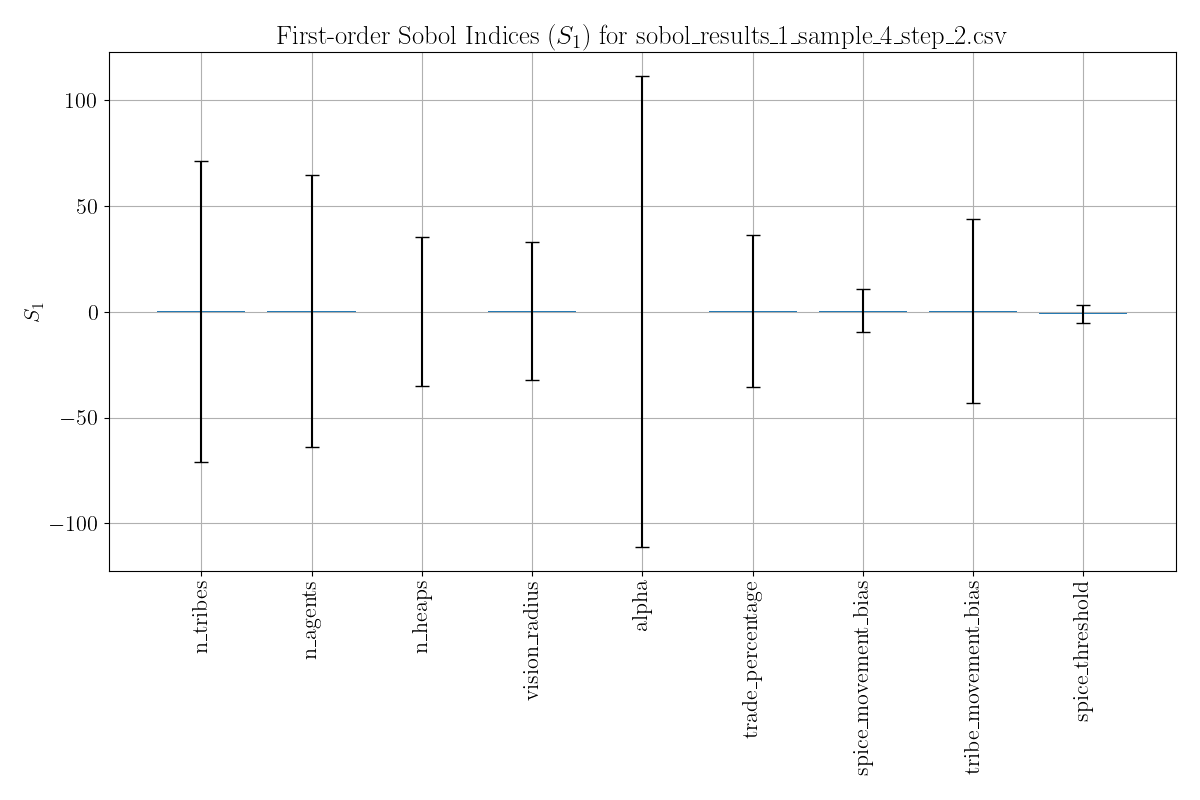 First-order Sobol Indices (S₁) for sobol_results_1_sample_4_step_2.csv
S₁
100
50
0
−50
−100
n_tribes
n_agents
n_heaps
vision_radius
alpha
trade_percentage
spice_movement_bias
tribe_movement_bias
spice_threshold